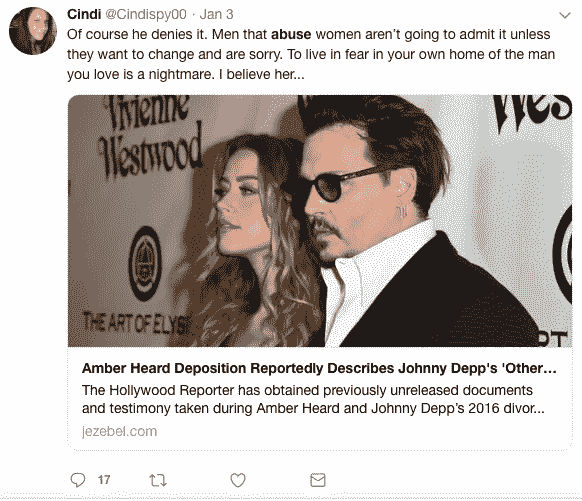 Cindi @Cindispy00 · Jan 3
Of course he denies it. Men that abuse women aren't going to admit it unless
they want to change and are sorry. To live in fear in your own home of the man
you love is a nightmare. I believe her...
Vivienne
Westwood
Wes
THE ART OF ELYS
RT
Amber Heard Deposition Reportedly Describes Johnny Depp's 'Other...
The Hollywood Reporter has obtained previously unreleased documents
and testimony taken during Amber Heard and Johnny Depp's 2016 divor...
jezebel.com
17